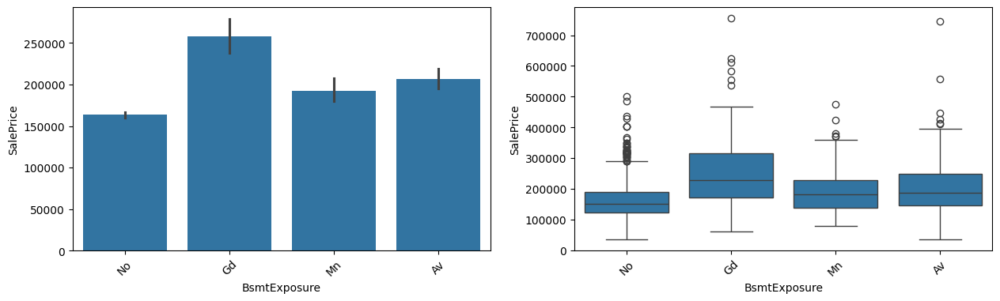 250000
200000
150000
100000
50000
0
SalePrice
No
Gd
Mn
Av
BsmtExposure
700000
600000
500000
400000
300000
200000
100000
0
SalePrice
No
Gd
Mn
Av
BsmtExposure